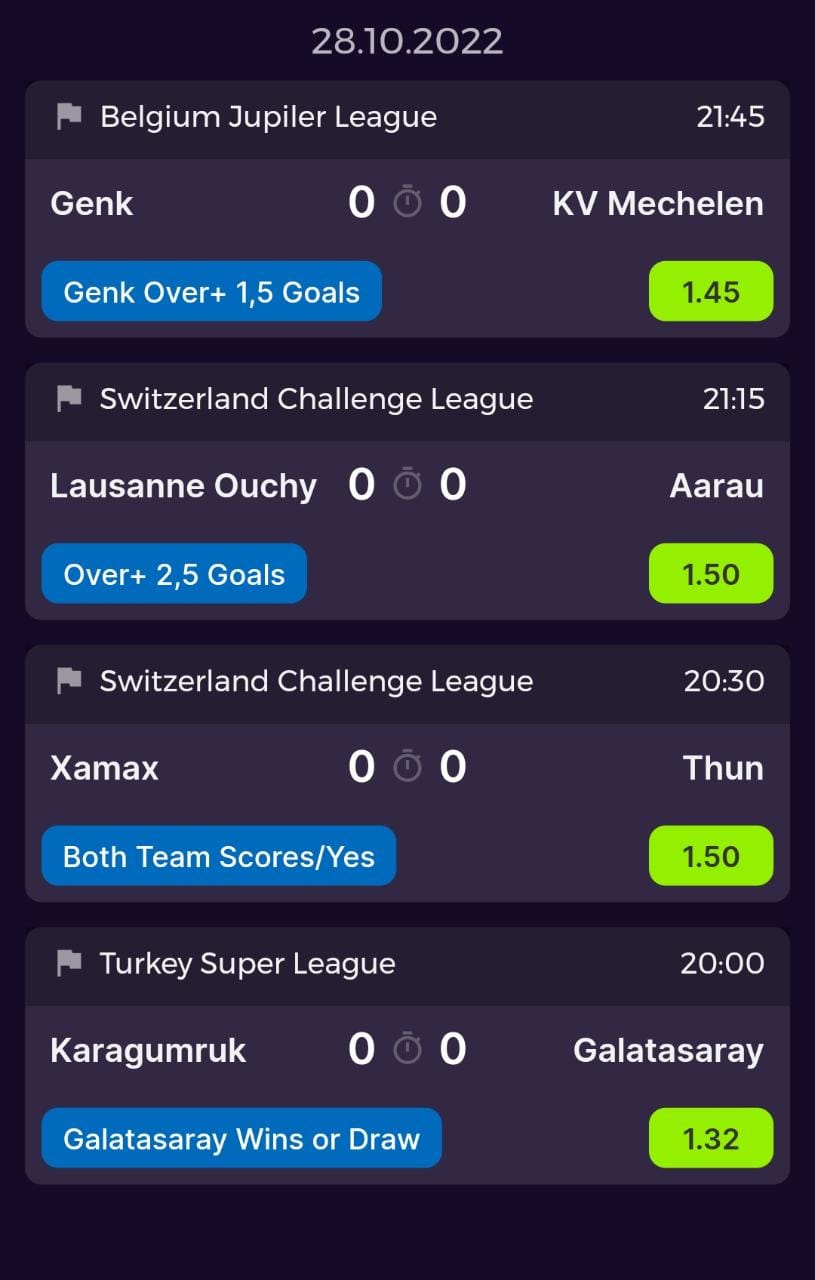 28.10.2022
Belgium Jupiler League 21:45
Genk 0 0 KV Mechelen
Genk Over+ 1,5 Goals 1.45
Switzerland Challenge League 21:15
Lausanne Ouchy 0 0 Aarau
Over+ 2,5 Goals 1.50
Switzerland Challenge League 20:30
Xamax 0 0 Thun
Both Team Scores/Yes 1.50
Turkey Super League 20:00
Karagumruk 0 0 Galatasaray
Galatasaray Wins or Draw 1.32